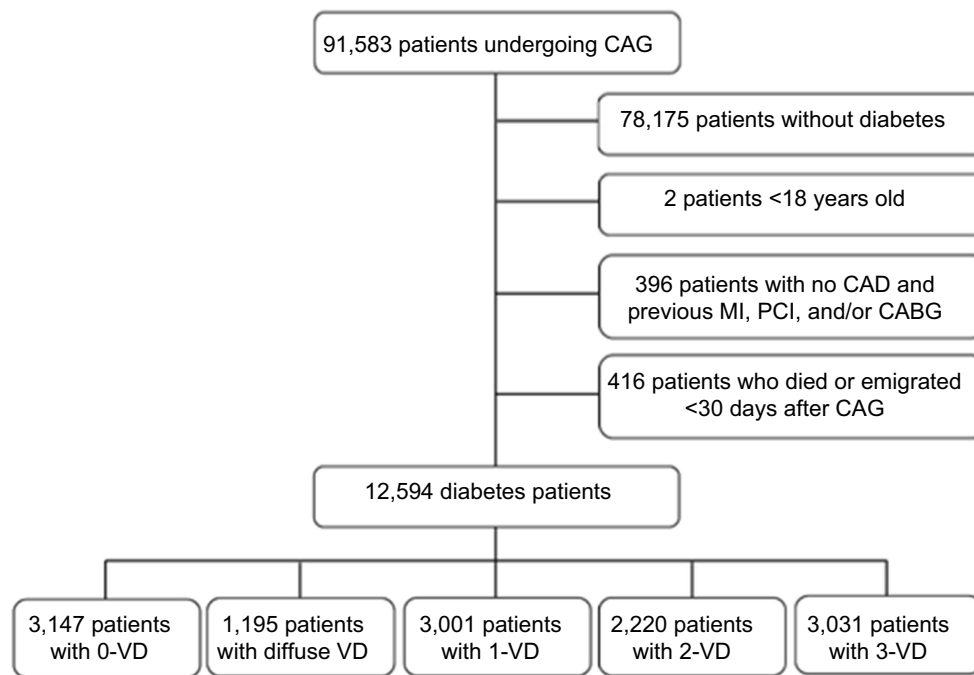 91,583 patients undergoing CAG
78,175 patients without diabetes
2 patients <18 years old
396 patients with no CAD and
previous MI, PCI, and/or CABG
416 patients who died or emigrated
<30 days after CAG
12,594 diabetes patients
3,147 patients
with 0-VD
1,195 patients
with diffuse VD
3,001 patients
with 1-VD
2,220 patients
with 2-VD
3,031 patients
with 3-VD